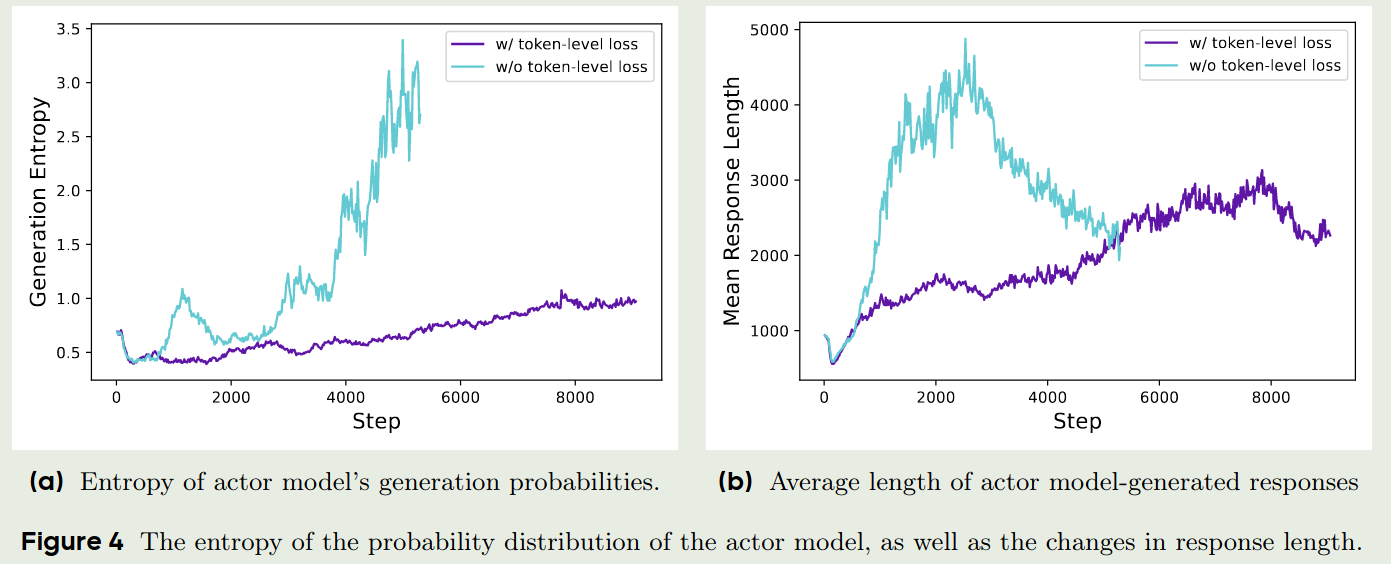 3.5
3.0
2.5
2.0
1.5
1.0
0.5
Generation Entropy
w/ token-level loss
w/o token-level loss
0 2000 4000 6000 8000
Step
(a) Entropy of actor model's generation probabilities.
5000
4000
3000
2000
1000
Mean Response Length
w/ token-level loss
w/o token-level loss
0 2000 4000 6000 8000
Step
(b) Average length of actor model-generated responses
Figure 4 The entropy of the probability distribution of the actor model, as well as the changes in response length.